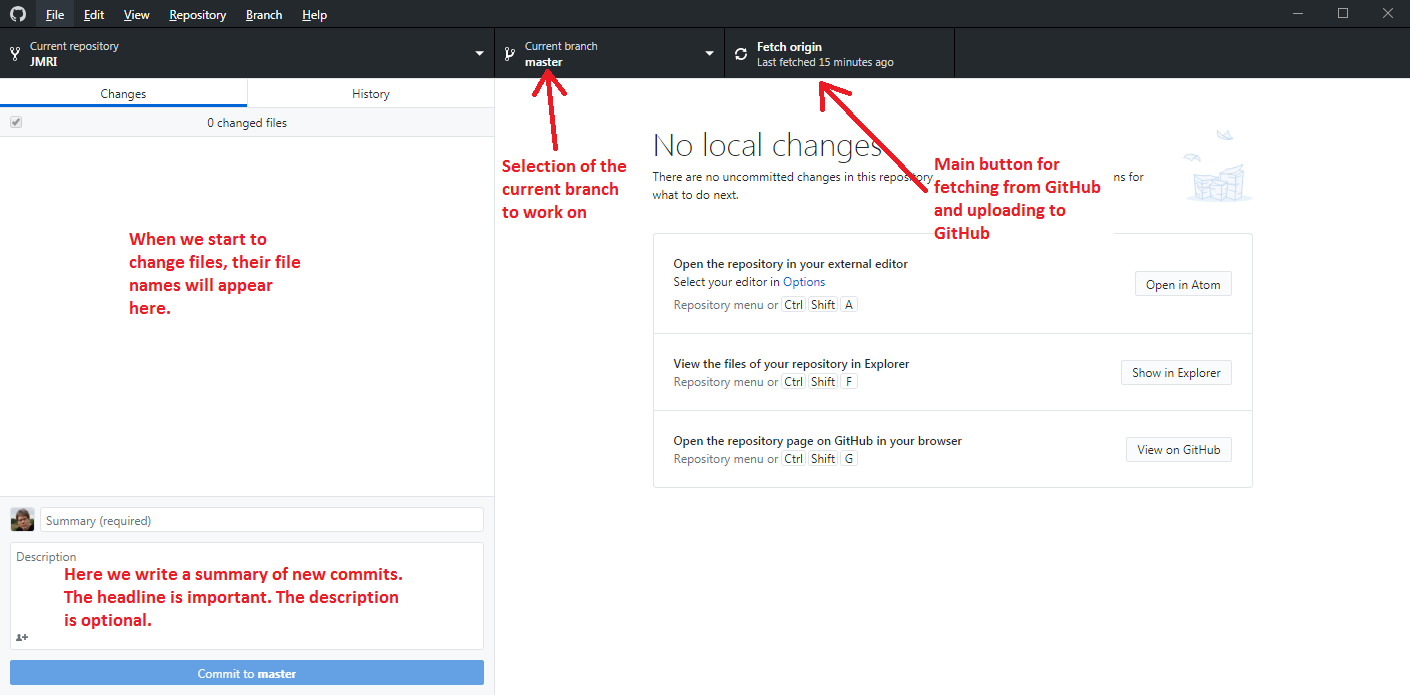 File Edit View Repository Branch Help
Current repository
JMRI
Current branch
master
Fetch origin
Last fetched 15 minutes ago
Changes
History
0 changed files
When we start to
change files, their file
names will appear
here.
Summary (required)
Description
Here we write a summary of new commits.
The headline is important. The description
is optional.
Commit to master
Selection of the
current branch
to work on
Main button for
fetching from GitHub
and uploading to
GitHub
No local changes
There are no uncommitted changes in this repository. ns for
what to do next.
Open the repository in your external editor
Select your editor in Options
Repository menu or Ctrl Shift A
Open in Atom
View the files of your repository in Explorer
Repository menu or Ctrl Shift F
Show in Explorer
Open the repository page on GitHub in your browser
Repository menu or Ctrl Shift G
View on GitHub